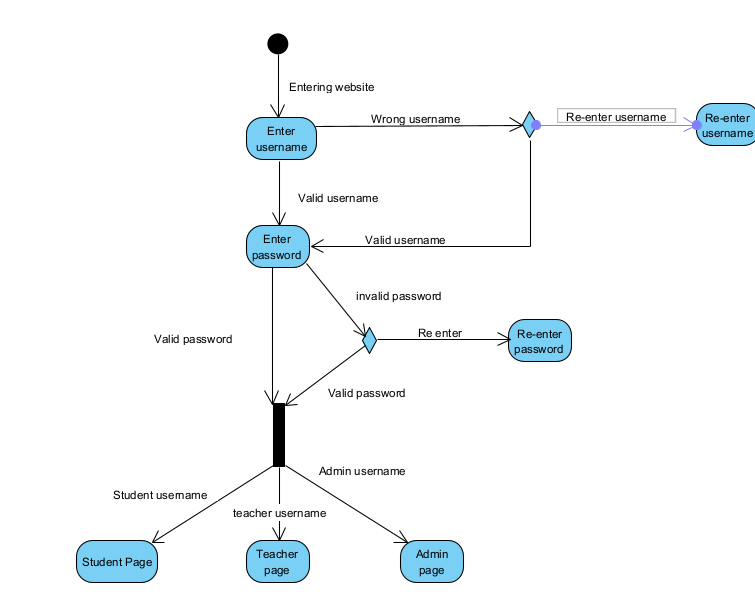 Entering website
Enter
username
Wrong username
Re-enter username
Re-enter
username
Valid username
Enter
password
Valid username
invalid password
Valid password
Re enter
Re-enter
password
Valid password
Admin username
Student username
teacher username
Student Page
Teacher
page
Admin
page